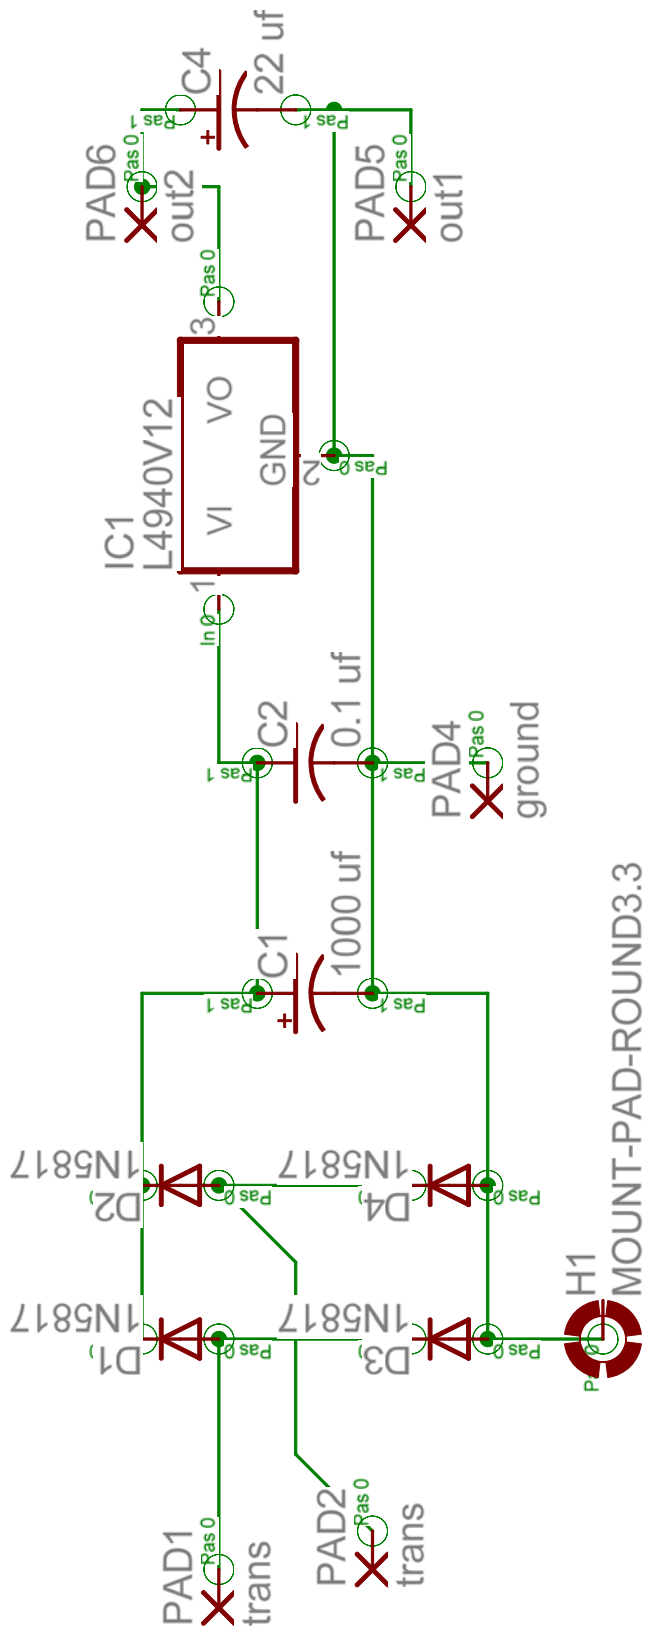 C4
22 uf
+
Pas 1
Pas 1
PAD6
out2
Pas 0
PAD5
out1
Pas 0
Pas 0
3
IC1
L4940V12
VO
VI
GND
2
Pas 0
1
In 0
C2
0.1 uf
Pas 1
Pas 1
PAD4
ground
Pas 0
C1
1000 uf
+
Pas 1
Pas 1
D2
1N5817
Pas 0
D4
1N5817
Pas 0
D1
1N5817
Pas 0
D3
1N5817
Pas 0
H1
MOUNT-PAD-ROUND3.3
PAD1
trans
Pas 0
PAD2
trans
Pas 0